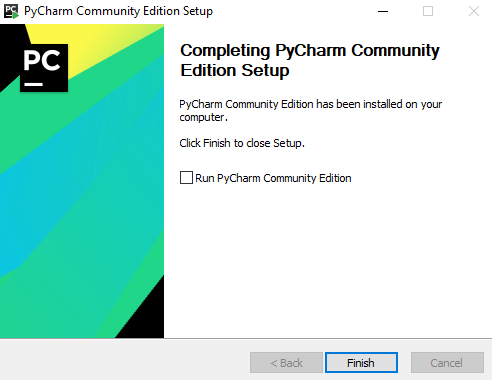 PyCharm Community Edition Setup
PC
Completing PyCharm Community
Edition Setup
PyCharm Community Edition has been installed on your
computer.
Click Finish to close Setup.
Run PyCharm Community Edition
< Back
Finish
Cancel